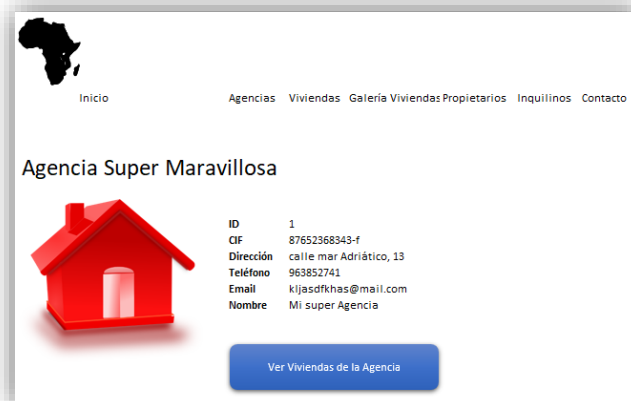 Inicio Agencias Viviendas Galería Viviendas Propietarios Inquilinos Contacto
Agencia Super Maravillosa
ID 1
CIF 87652368343-f
Dirección calle mar Adriático, 13
Teléfono 963852741
Email kljasdfkhas@mail.com
Nombre Mi super Agencia
Ver Viviendas de la Agencia